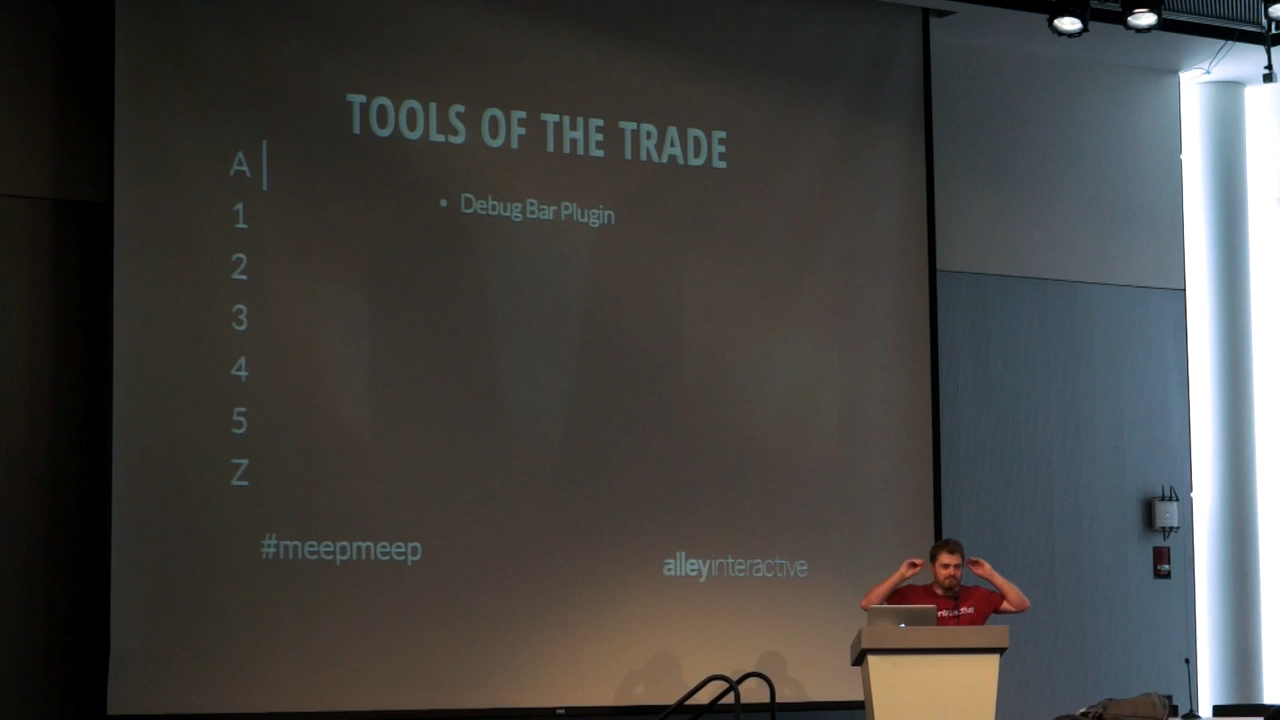 TOOLS OF THE TRADE
A
• Debug Bar Plugin
1
2
3
4
5
Z
#meepmeep
alleyinteractive